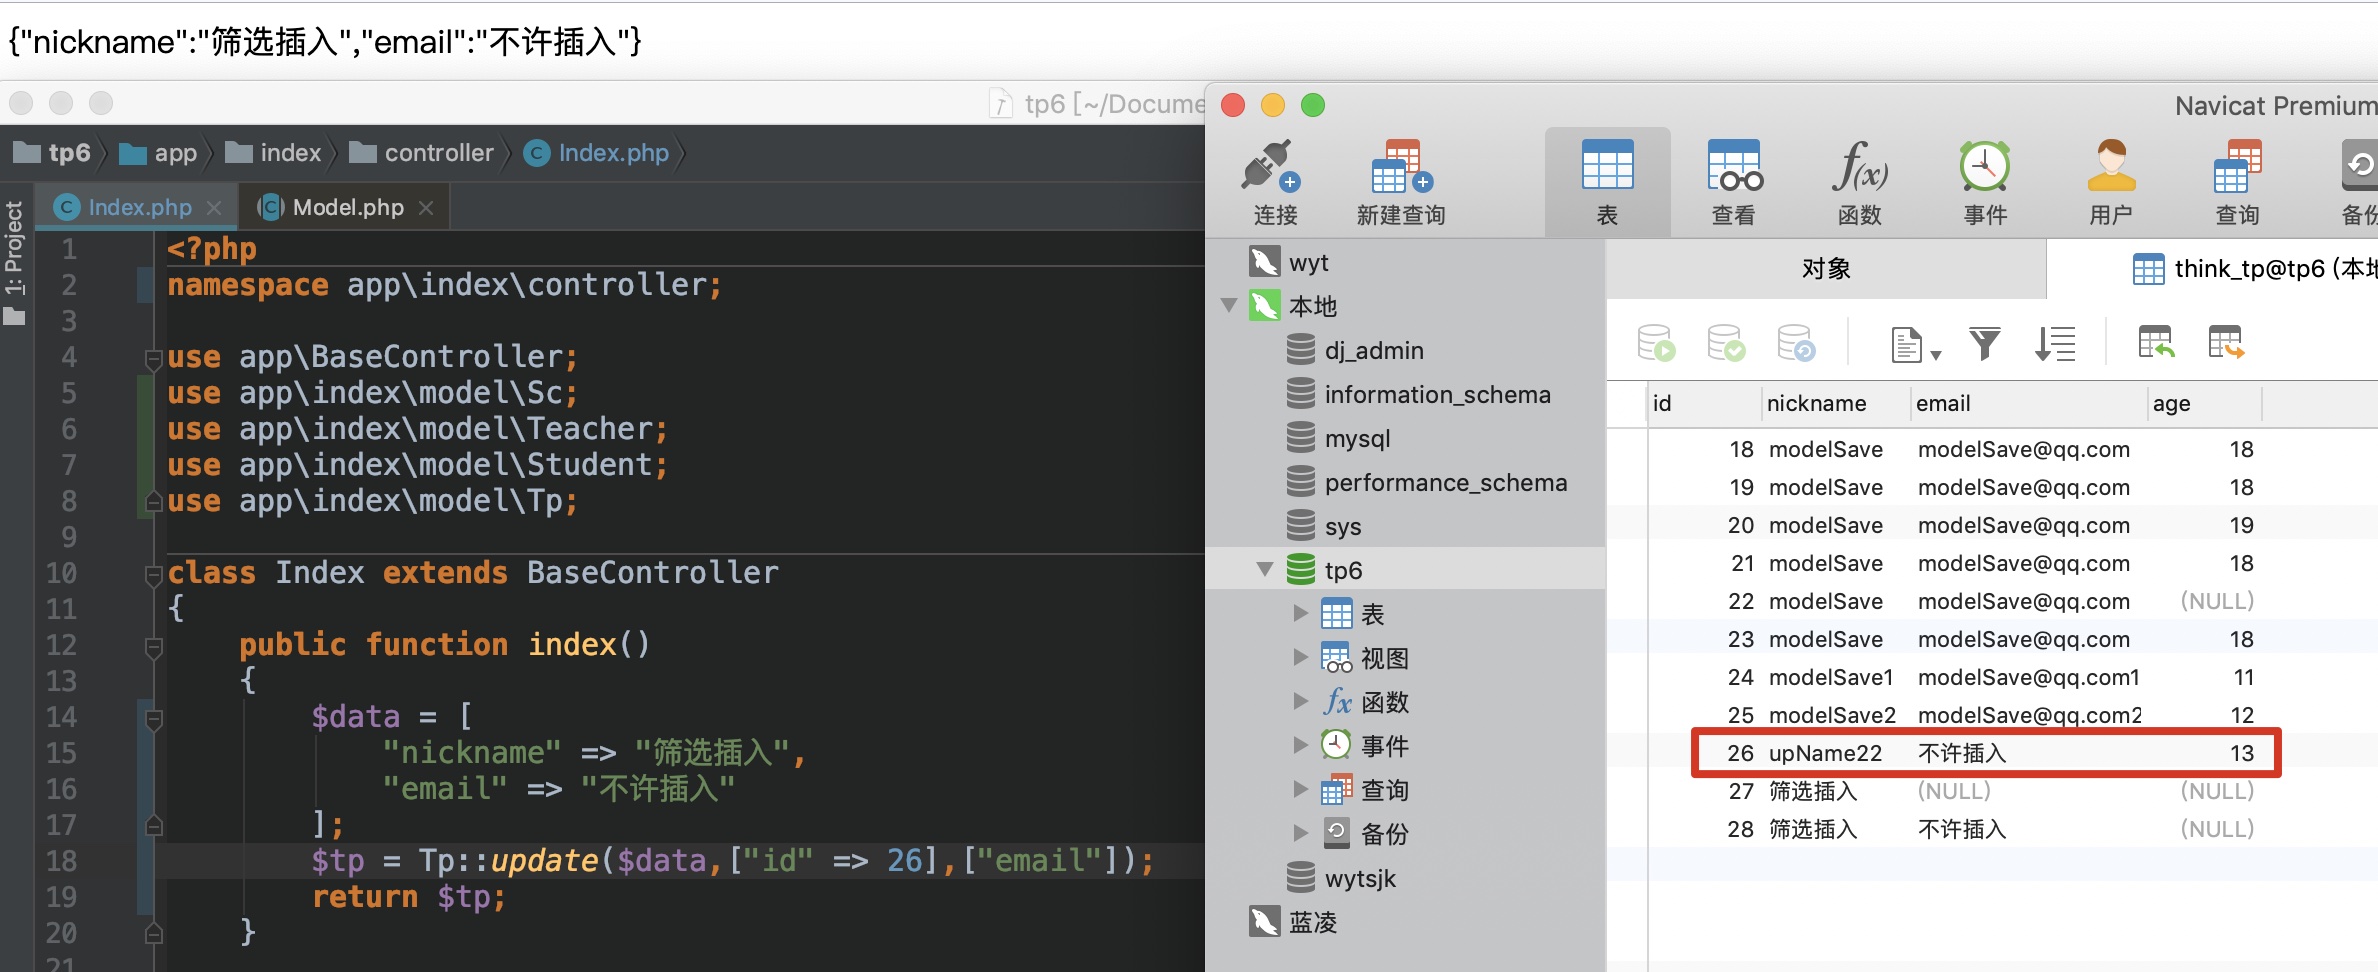 {"nickname":"筛选插入","email":"不许插入"}
tp6 [~/Docume
tp6 app index controller Index.php
Index.php Model.php
1: Project
1 <?php
2 namespace app\index\controller;
3
4 use app\BaseController;
5 use app\index\model\Sc;
6 use app\index\model\Teacher;
7 use app\index\model\Student;
8 use app\index\model\Tp;
9
10 class Index extends BaseController
11 {
12 public function index()
13 {
14 $data = [
15 "nickname" => "筛选插入",
16 "email" => "不许插入"
17 ];
18 $tp = Tp::update($data,["id" => 26],["email"]);
19 return $tp;
20 }
21
Navicat Premium
连接 新建查询 表 查看 函数 事件 用户 查询 备份
wyt
本地
dj_admin
information_schema
mysql
performance_schema
sys
tp6
表
视图
函数
事件
查询
备份
wytsjk
蓝凌
对象 think_tp@tp6 (本地
id nickname email age
18 modelSave modelSave@qq.com 18
19 modelSave modelSave@qq.com 18
20 modelSave modelSave@qq.com 19
21 modelSave modelSave@qq.com 18
22 modelSave modelSave@qq.com (NULL)
23 modelSave modelSave@qq.com 18
24 modelSave1 modelSave@qq.com1 11
25 modelSave2 modelSave@qq.com2 12
26 upName22 不许插入 13
27 筛选插入 (NULL) (NULL)
28 筛选插入 不许插入 (NULL)